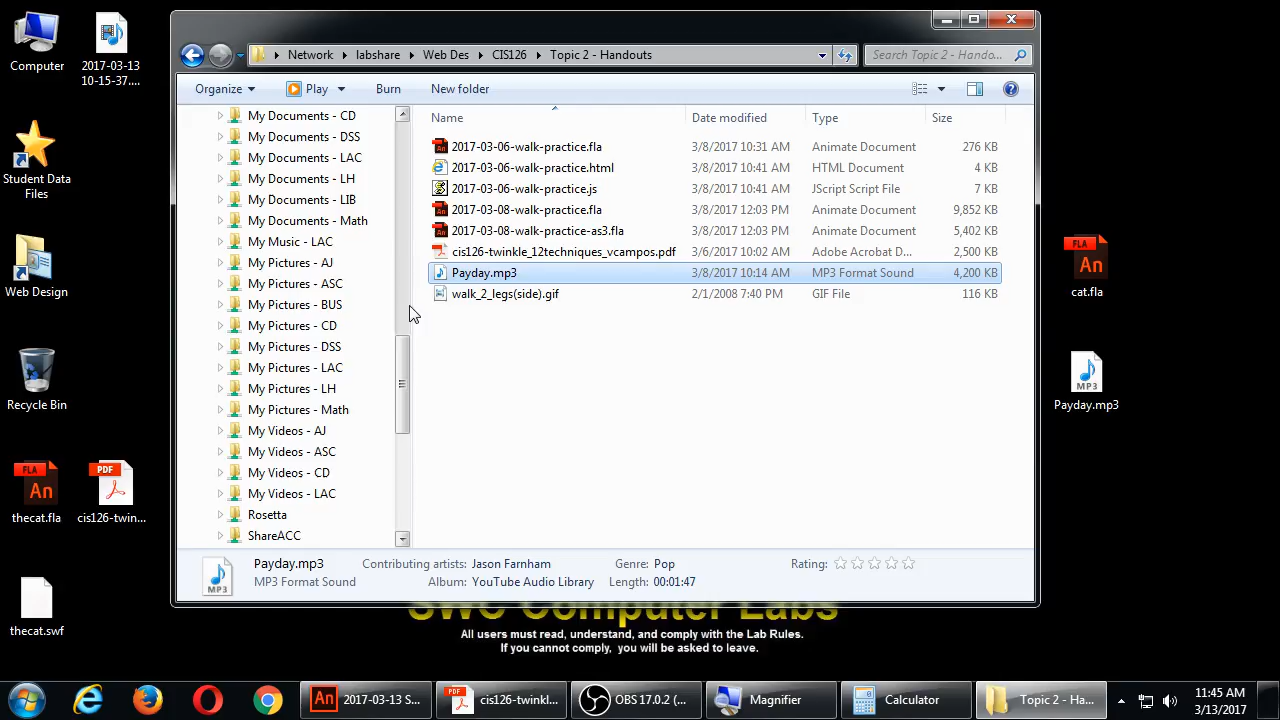 Computer
2017-03-13
10-15-37....
Student Data
Files
Web Design
Recycle Bin
thecat.fla
cis126-twin...
thecat.swf
Network
labshare
Web Des
CIS126
Topic 2 - Handouts
Search Topic 2 - Hando...
Organize
Play
Burn
New folder
My Documents - CD
My Documents - DSS
My Documents - LAC
My Documents - LH
My Documents - LIB
My Documents - Math
My Music - LAC
My Pictures - AJ
My Pictures - ASC
My Pictures - BUS
My Pictures - CD
My Pictures - DSS
My Pictures - LAC
My Pictures - LH
My Pictures - Math
My Videos - AJ
My Videos - ASC
My Videos - CD
My Videos - LAC
Rosetta
ShareACC
Name Date modified Type Size
2017-03-06-walk-practice.fla 3/8/2017 10:31 AM Animate Document 276 KB
2017-03-06-walk-practice.html 3/8/2017 10:41 AM HTML Document 4 KB
2017-03-06-walk-practice.js 3/8/2017 10:41 AM JScript Script File 7 KB
2017-03-08-walk-practice.fla 3/8/2017 12:03 PM Animate Document 9,852 KB
2017-03-08-walk-practice-as3.fla 3/8/2017 12:03 PM Animate Document 5,402 KB
cis126-twinkle_12techniques_vcampos.pdf 3/6/2017 10:02 AM Adobe Acrobat D... 2,500 KB
Payday.mp3 3/8/2017 10:14 AM MP3 Format Sound 4,200 KB
walk_2_legs(side).gif 2/1/2008 7:40 PM GIF File 116 KB
FLA
An
cat.fla
MP3
Payday.mp3
FLA
An
PDF
MP3
Payday.mp3 Contributing artists: Jason Farnham Genre: Pop Rating:
MP3 Format Sound Album: YouTube Audio Library Length: 00:01:47
SWC Computer Labs
All users must read, understand, and comply with the Lab Rules.
If you cannot comply, you will be asked to leave.
An 2017-03-13 S...
PDF cis126-twinkl...
OBS 17.0.2 (...
Magnifier
Calculator
Topic 2 - Ha...
11:45 AM
3/13/2017